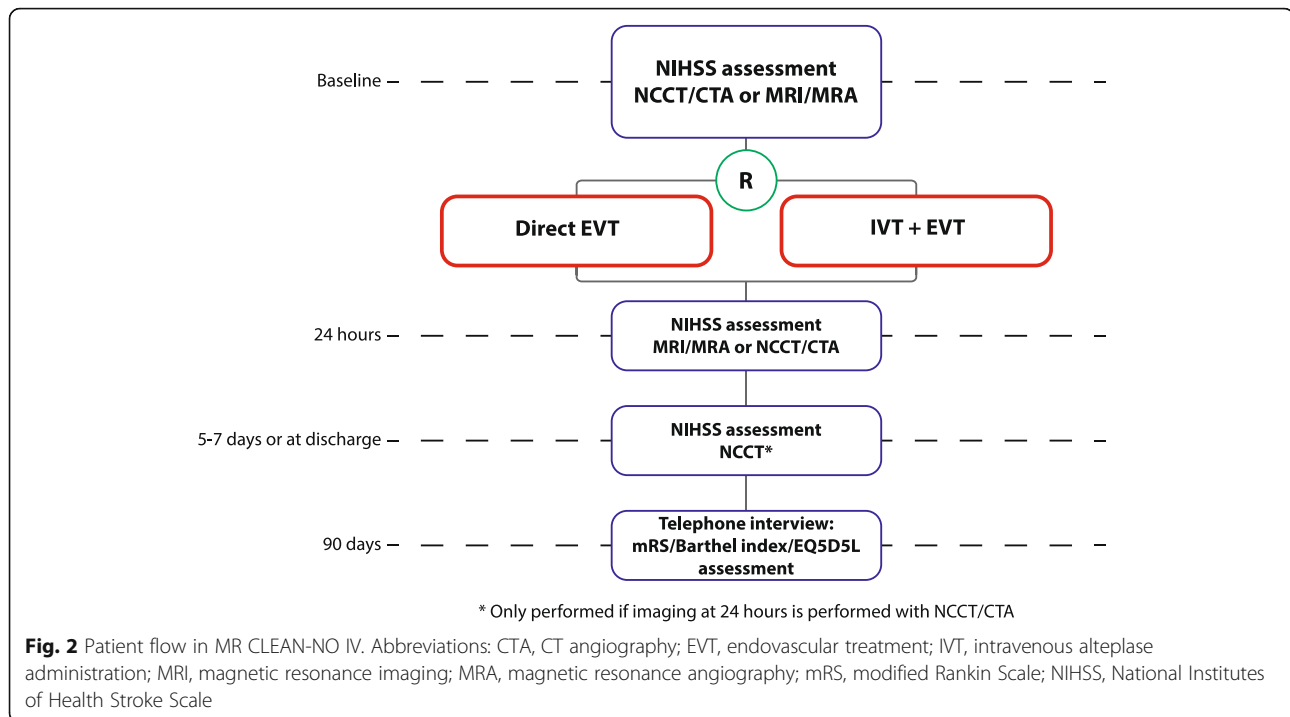 Baseline
NIHSS assessment
NCCT/CTA or MRI/MRA
R
Direct EVT
IVT + EVT
24 hours
NIHSS assessment
MRI/MRA or NCCT/CTA
5-7 days or at discharge
NIHSS assessment
NCCT*
90 days
Telephone interview:
mRS/Barthel index/EQ5D5L
assessment
* Only performed if imaging at 24 hours is performed with NCCT/CTA
Fig. 2 Patient flow in MR CLEAN-NO IV. Abbreviations: CTA, CT angiography; EVT, endovascular treatment; IVT, intravenous alteplase
administration; MRI, magnetic resonance imaging; MRA, magnetic resonance angiography; mRS, modified Rankin Scale; NIHSS, National Institutes
of Health Stroke Scale